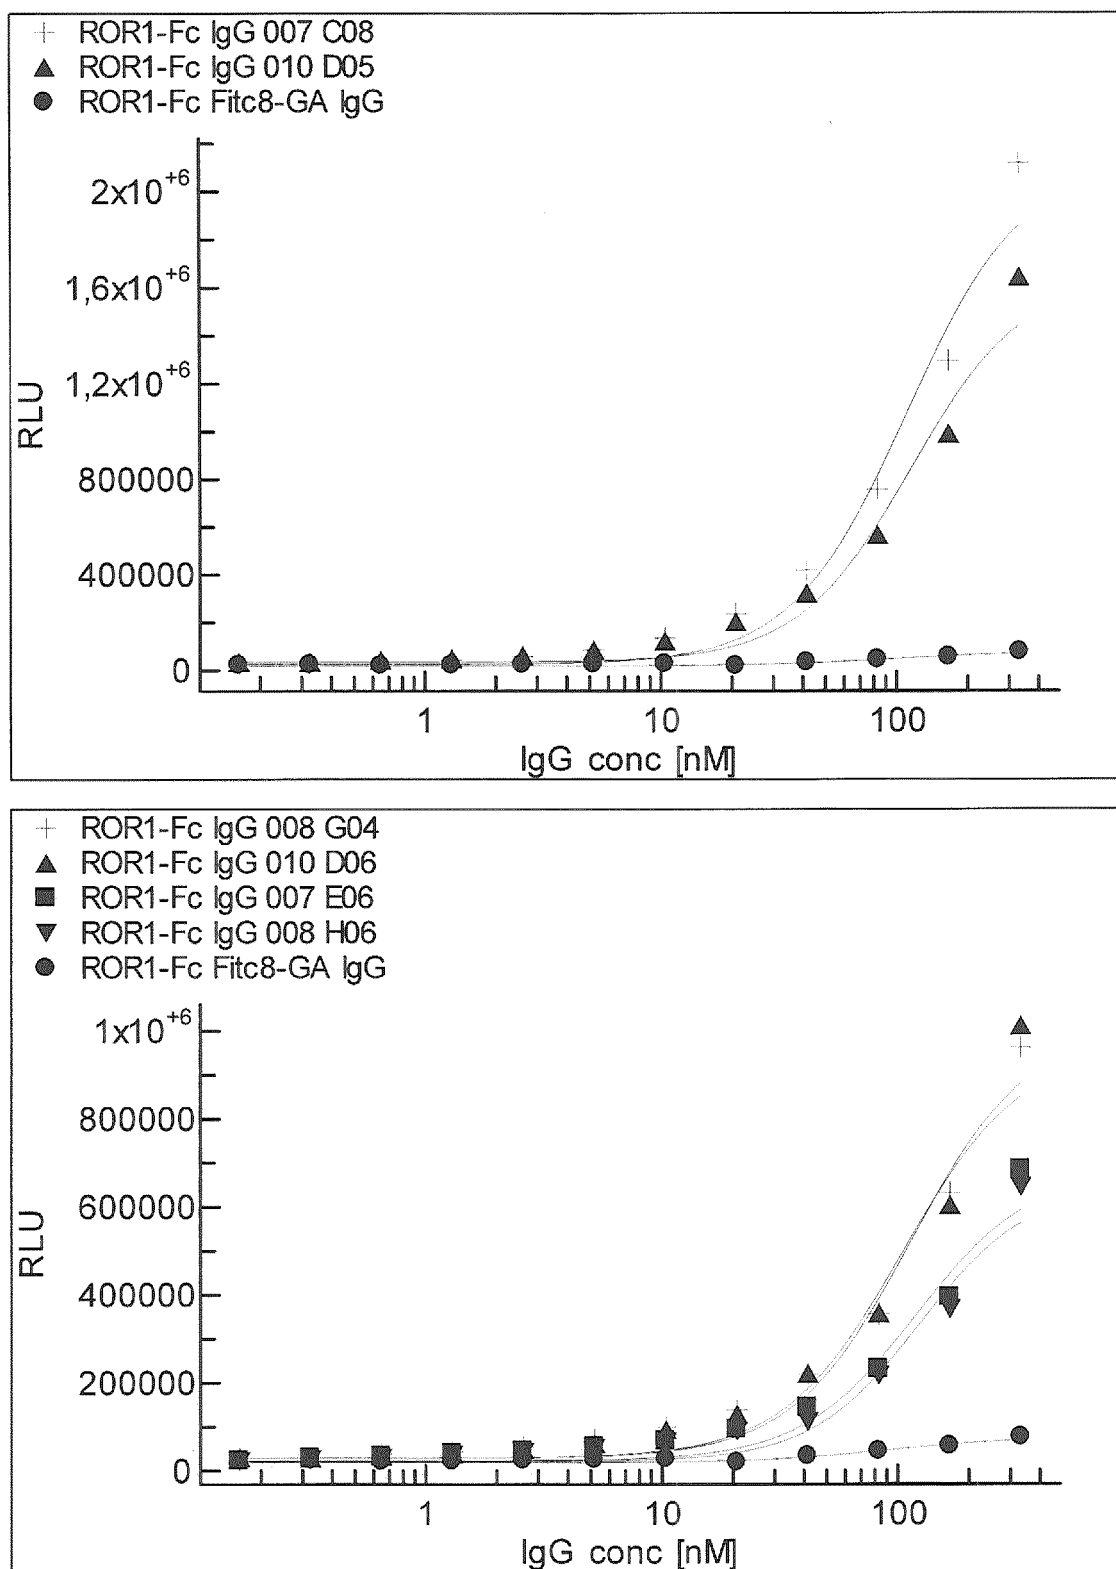 ROR1-Fc IgG 007 C08
ROR1-Fc IgG 010 D05
ROR1-Fc Fitc8-GA IgG
2x10+6
1,6x10+6
1,2x10+6
800000
400000
0
RLU
1
10
100
IgG conc [nM]
ROR1-Fc IgG 008 G04
ROR1-Fc IgG 010 D06
ROR1-Fc IgG 007 E06
ROR1-Fc IgG 008 H06
ROR1-Fc Fitc8-GA IgG
1x10+6
800000
600000
400000
200000
0
RLU
1
10
100
IgG conc [nM]